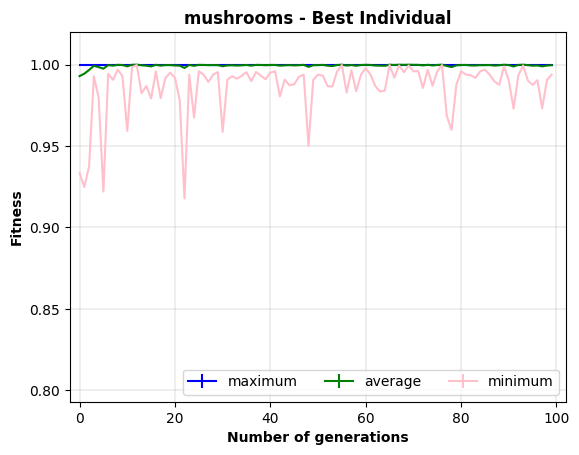 mushrooms - Best Individual
1.00
0.95
0.90
0.85
0.80
Fitness
maximum average minimum
0 20 40 60 80 100
Number of generations